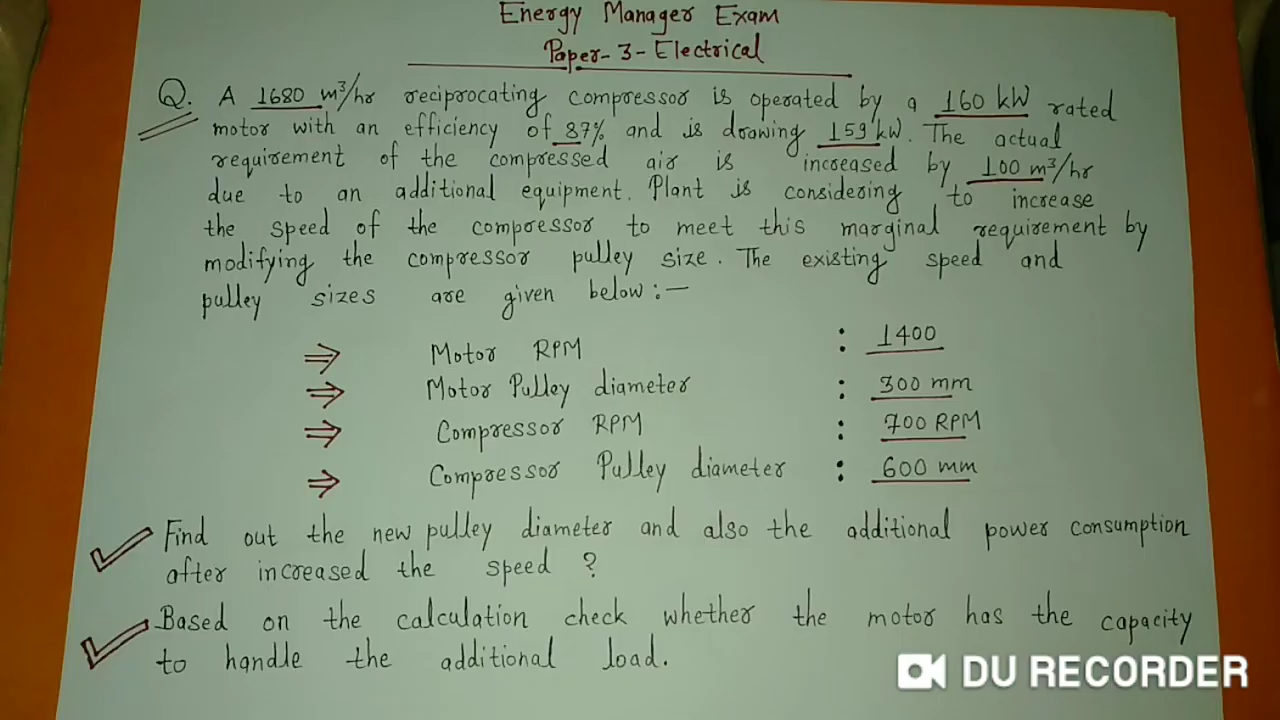 Energy Manager Exam
Paper-3-Electrical
Q. A 1680 m³/hr reciprocating compressor is operated by a 160 kW rated
motor with an efficiency of 87% and is drawing 159 kW. The actual
requirement of the compressed air is increased by 100 m³/hr
due to an additional equipment. Plant is considering to increase
the speed of the compressor to meet this marginal requirement by
modifying the compressor pulley size. The existing speed and
pulley sizes are given below:—
⇒ Motor RPM : 1400
⇒ Motor Pulley diameter : 300 mm
⇒ Compressor RPM : 700 RPM
⇒ Compressor Pulley diameter : 600 mm
Find out the new pulley diameter and also the additional power consumption
after increased the speed ?
Based on the calculation check whether the motor has the capacity
to handle the additional load.
DU RECORDER